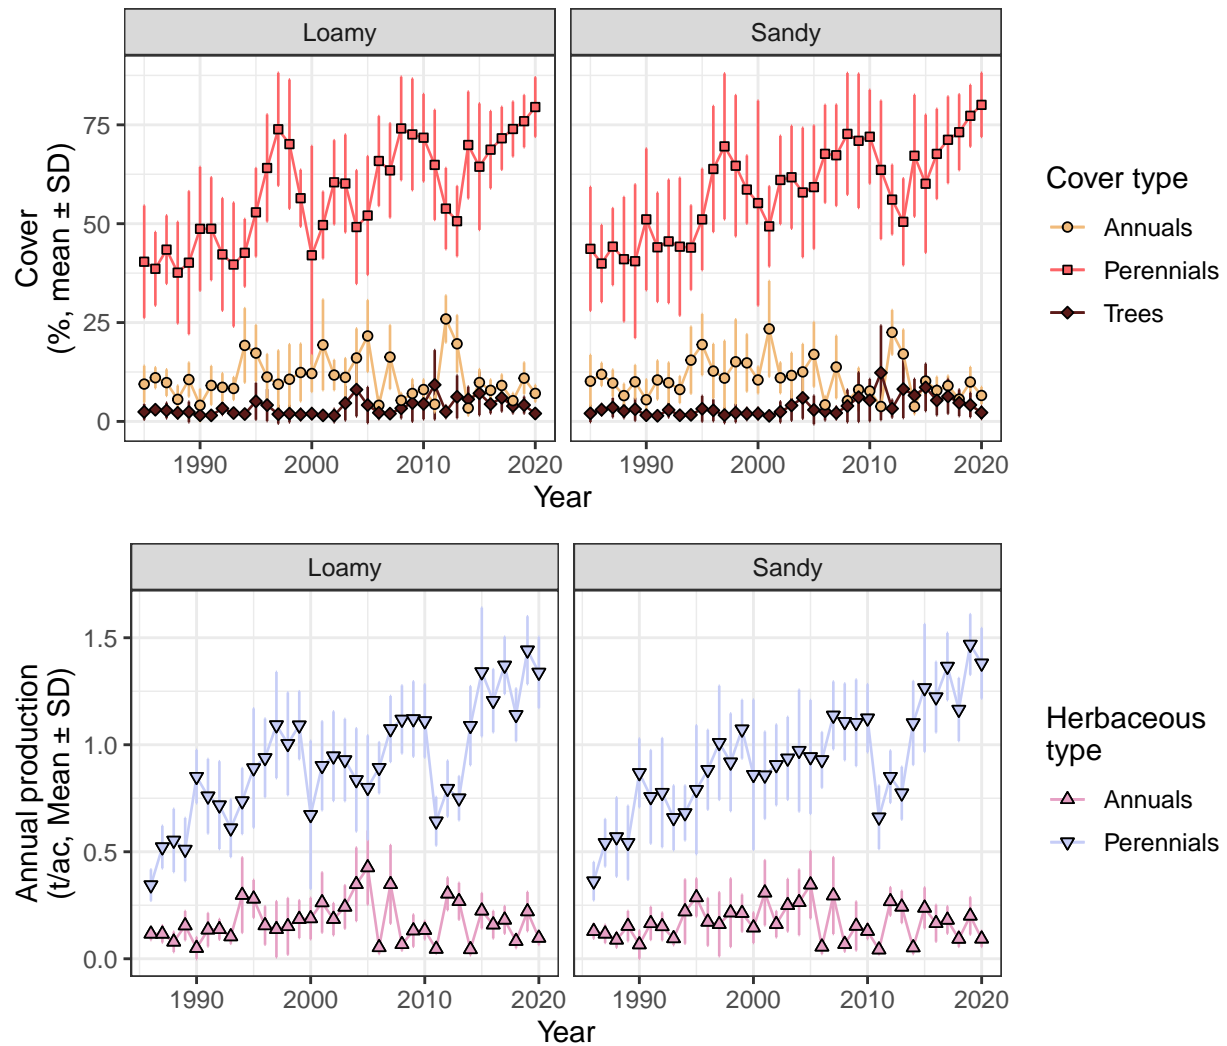 Loamy
Sandy
75
50
25
0
Cover
(%, mean ± SD)
1990
2000
2010
2020
1990
2000
2010
2020
Year
Cover type
Annuals
Perennials
Trees
Loamy
Sandy
1.5
1.0
0.5
0.0
Annual production
(t/ac, Mean ± SD)
1990
2000
2010
2020
1990
2000
2010
2020
Year
Herbaceous
type
Annuals
Perennials